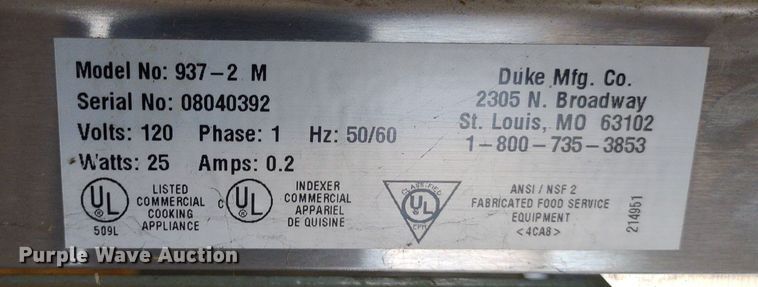 Model No: 937-2 M
Serial No: 08040392
Volts: 120 Phase: 1 Hz: 50/60
Watts: 25 Amps: 0.2
Duke Mfg. Co.
2305 N. Broadway
St. Louis, MO 63102
1-800-735-3853
UL
509L
LISTED
COMMERCIAL
COOKING
APPLIANCE
C UL
INDEXER
COMMERCIAL
APPARIEL
DE QUISINE
CLASSIFIED
UL
EPH
ANSI / NSF 2
FABRICATED FOOD SERVICE
EQUIPMENT
<4CA8>
214951
Purple Wave Auction